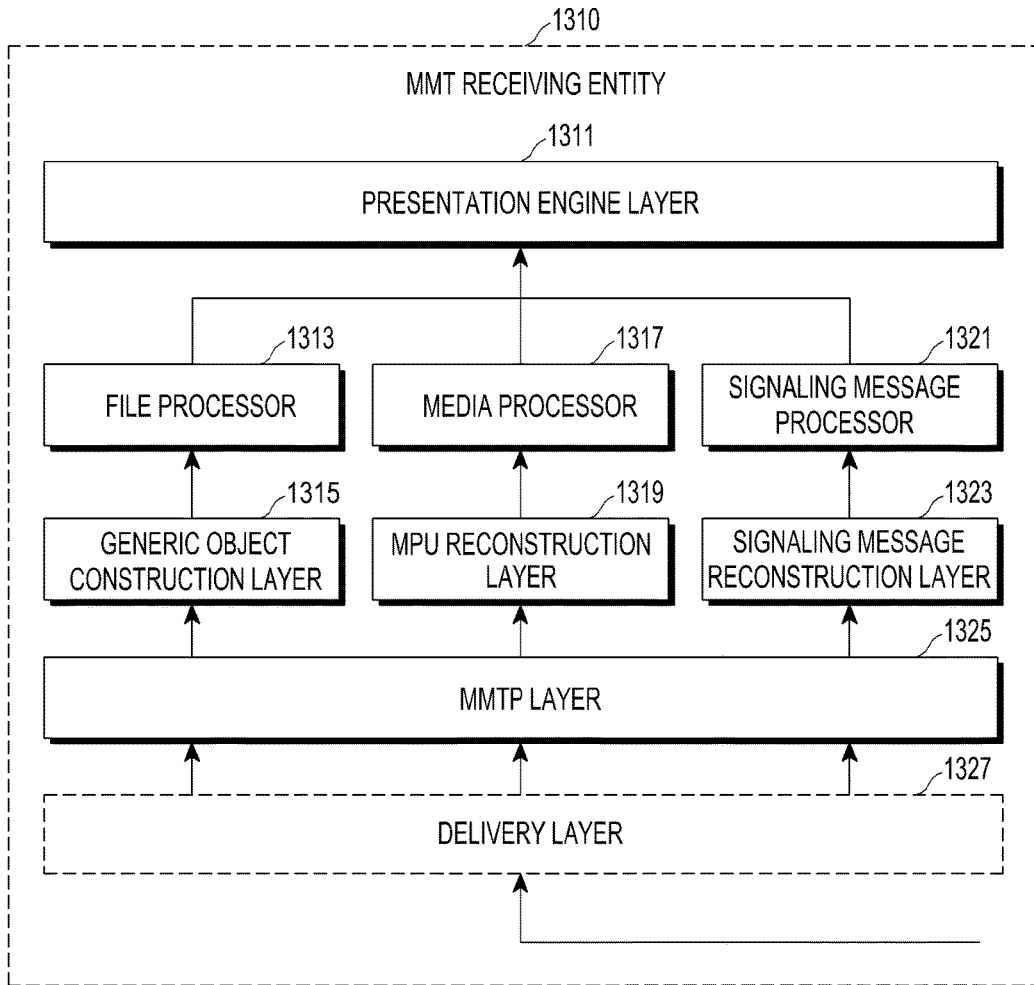 1310
MMT RECEIVING ENTITY
1311
PRESENTATION ENGINE LAYER
1313
FILE PROCESSOR
1317
MEDIA PROCESSOR
1321
SIGNALING MESSAGE
PROCESSOR
1315
GENERIC OBJECT
CONSTRUCTION LAYER
1319
MPU RECONSTRUCTION
LAYER
1323
SIGNALING MESSAGE
RECONSTRUCTION LAYER
1325
MMTP LAYER
1327
DELIVERY LAYER